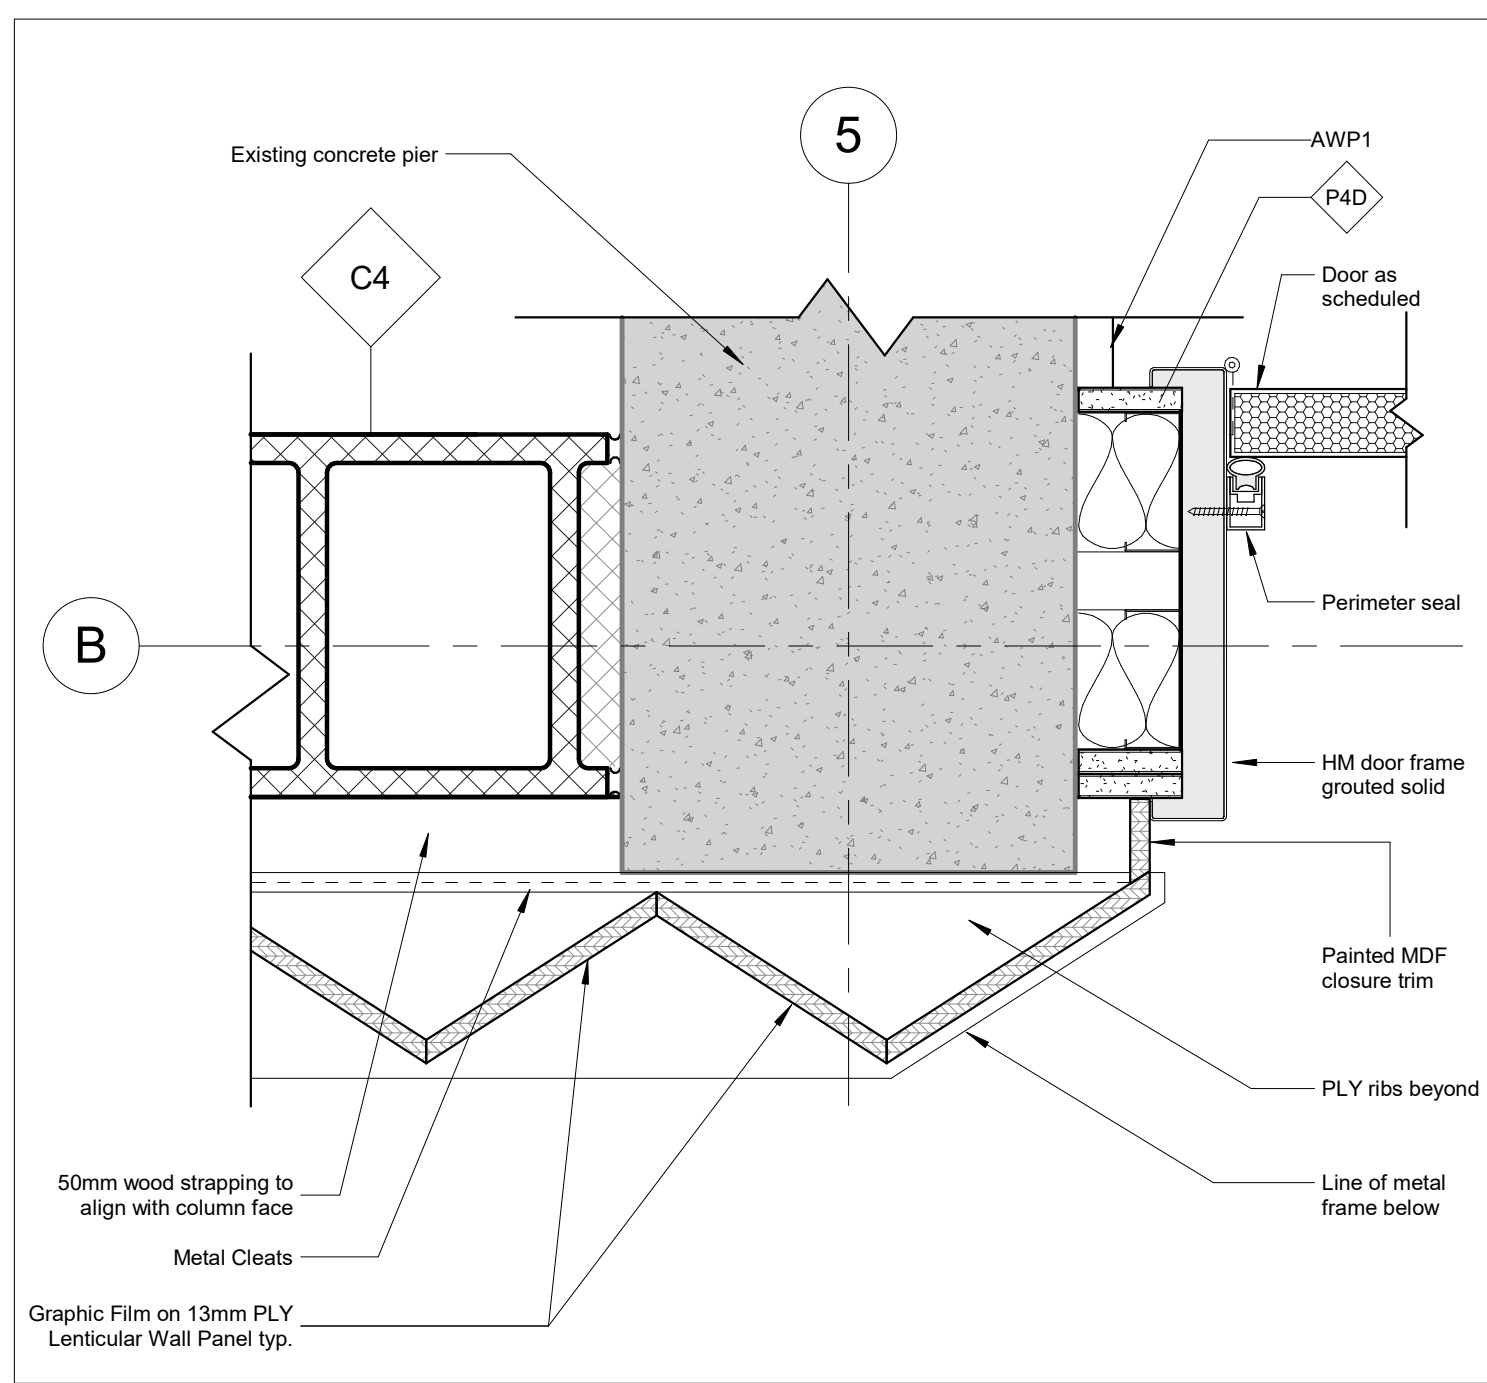 5
Existing concrete pier
AWP1
P4D
C4
Door as
scheduled
Perimeter seal
B
HM door frame
grouted solid
Painted MDF
closure trim
PLY ribs beyond
50mm wood strapping to
align with column face
Line of metal
frame below
Metal Cleats
Graphic Film on 13mm PLY
Lenticular Wall Panel typ.